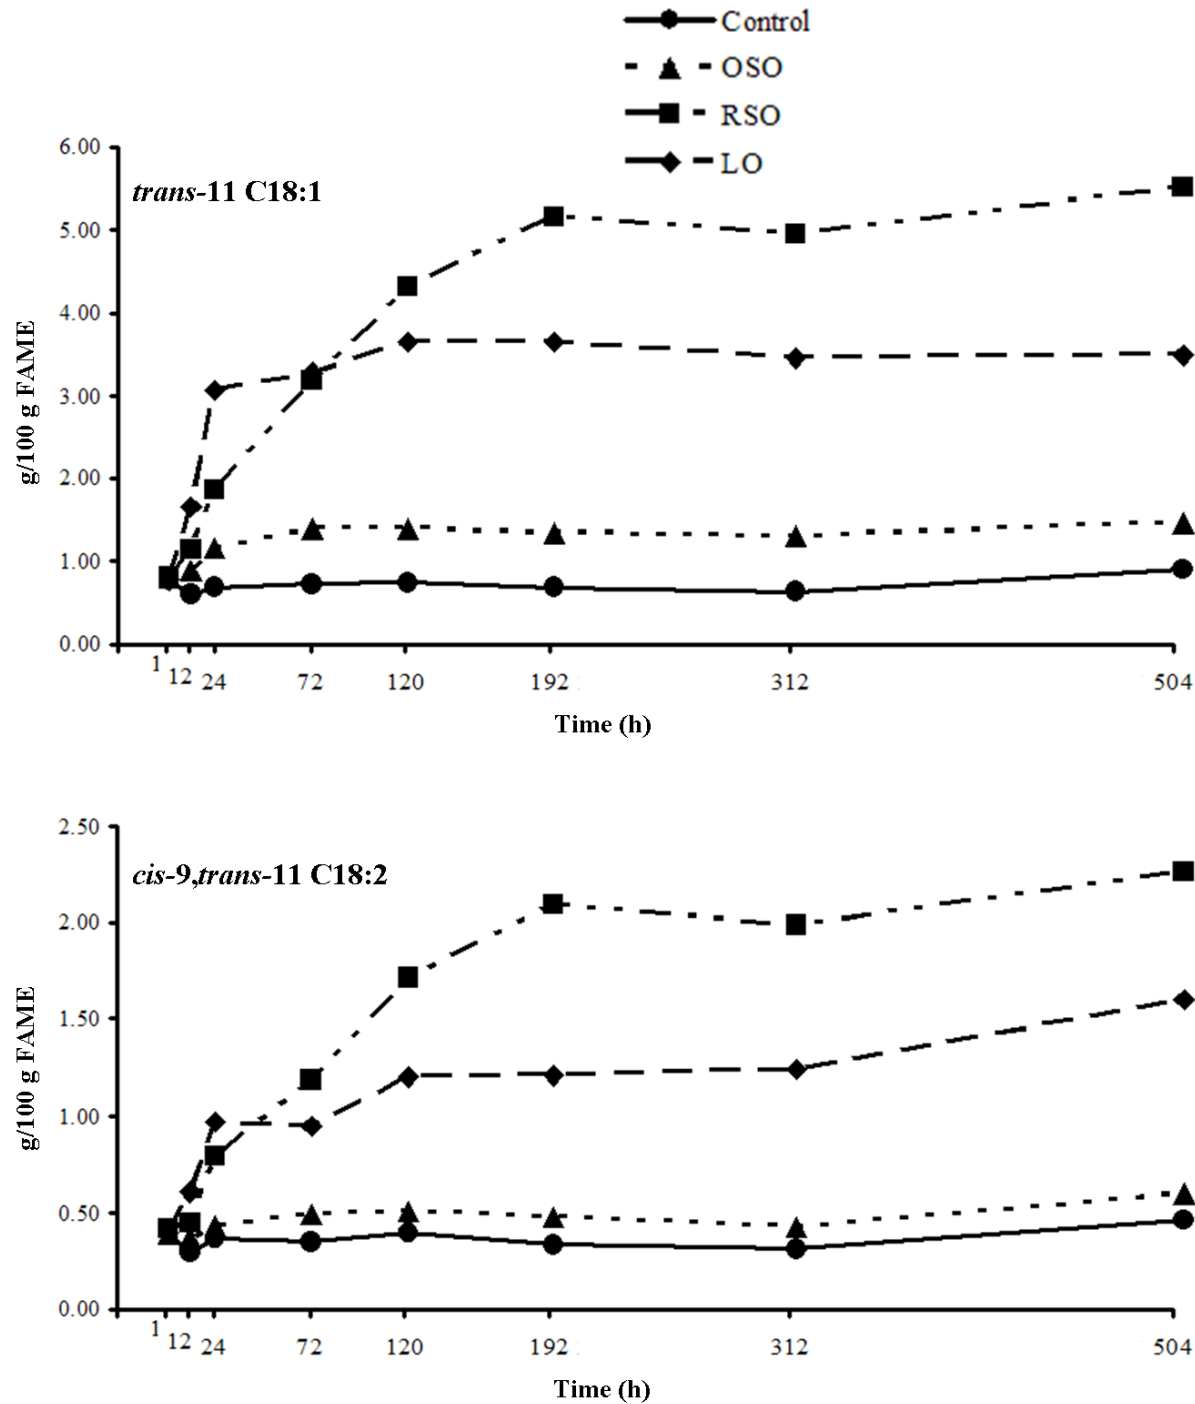 Control
OSO
RSO
LO
6.00
trans-11 C18:1
5.00
4.00
3.00
2.00
1.00
0.00
g/100 g FAME
1 12 24 72 120 192 312 504
Time (h)
2.50
cis-9,trans-11 C18:2
2.00
1.50
1.00
0.50
0.00
g/100 g FAME
1 12 24 72 120 192 312 504
Time (h)